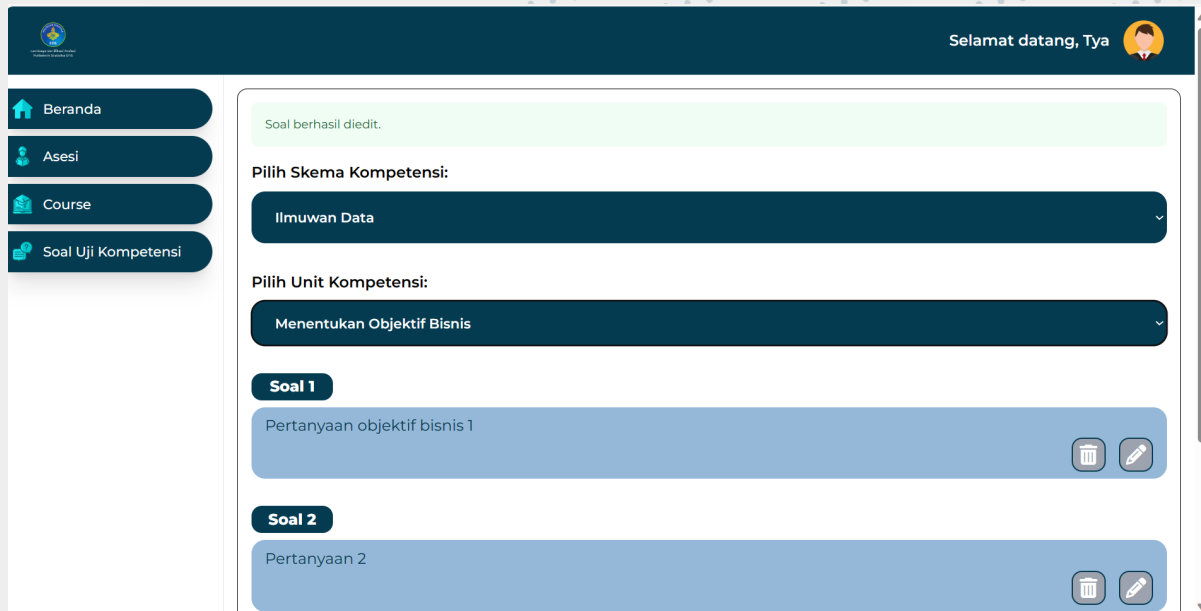 Selamat datang, Tya
Beranda
Asesi
Course
Soal Uji Kompetensi
Soal berhasil diedit.
Pilih Skema Kompetensi:
Ilmuwan Data
Pilih Unit Kompetensi:
Menentukan Objektif Bisnis
Soal 1
Pertanyaan objektif bisnis 1
Soal 2
Pertanyaan 2